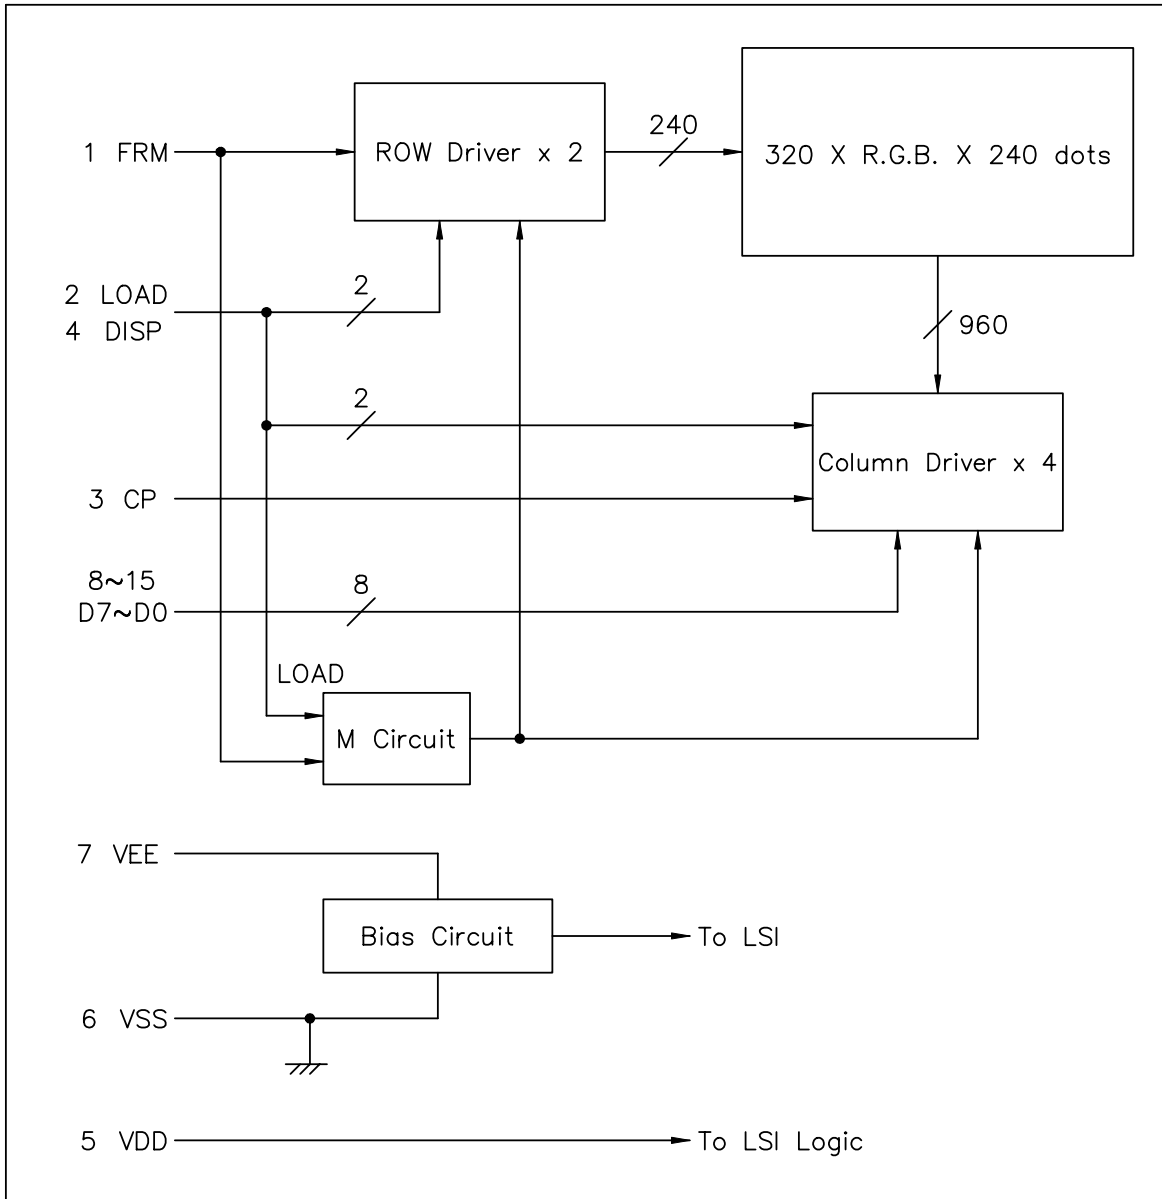 240
1 FRM
ROW Driver x 2
320 X R.G.B. X 240 dots
2 LOAD
2
4 DISP
960
2
Column Driver x 4
3 CP
8~15
8
D7~D0
LOAD
M Circuit
7 VEE
Bias Circuit
To LSI
6 VSS
5 VDD
To LSI Logic